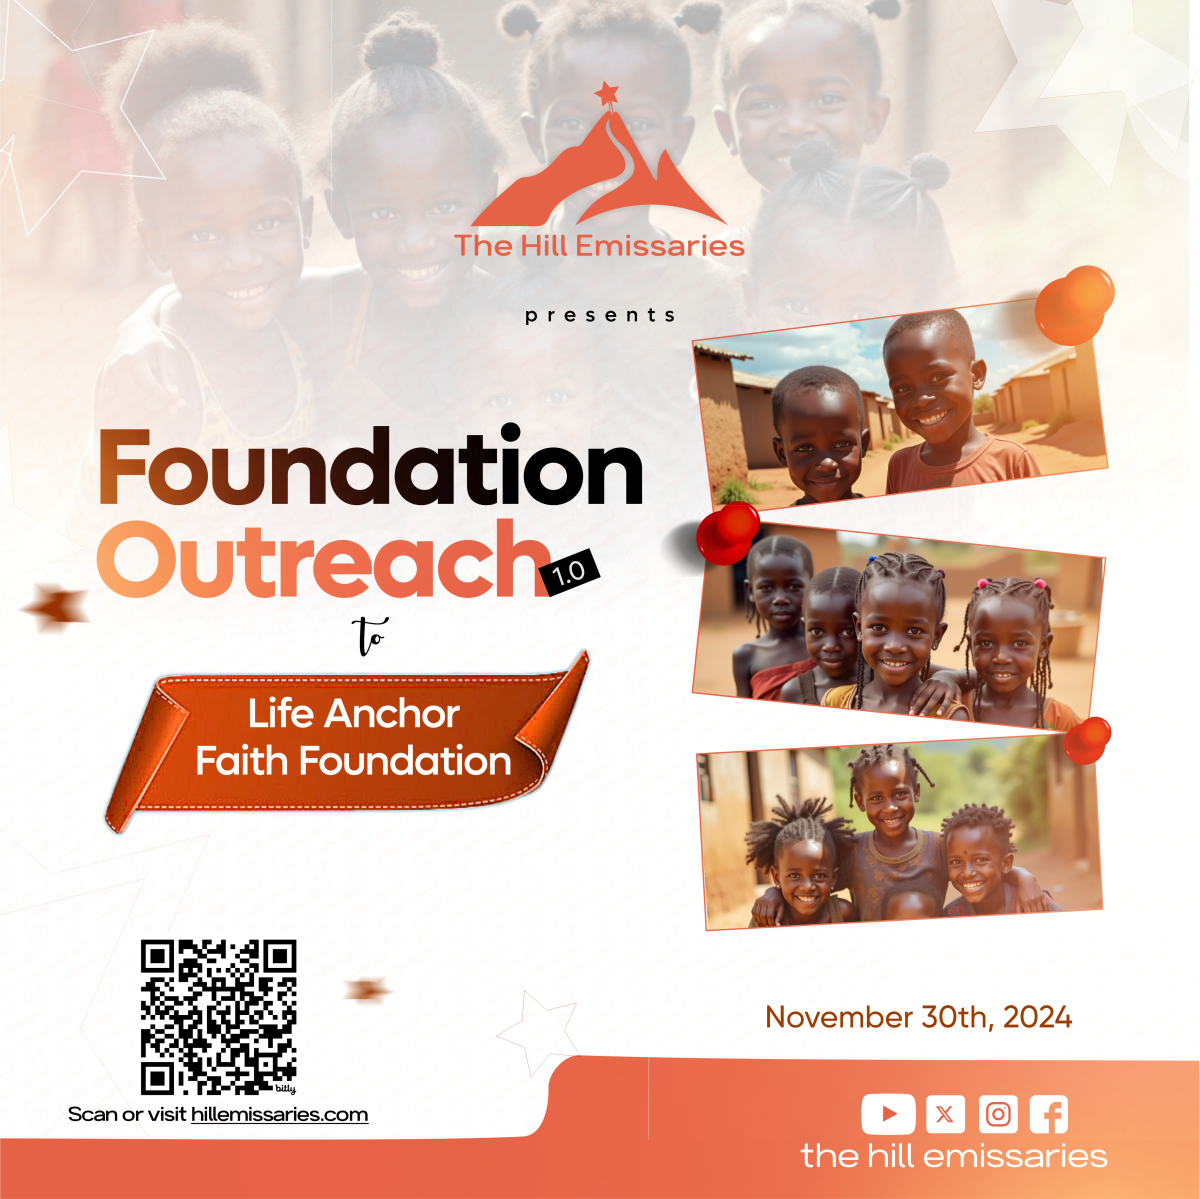 The Hill Emissaries
presents
Foundation
Outreach
1.0
to
Life Anchor
Faith Foundation
bitly
Scan or visit hillemissaries.com
November 30th, 2024
the hill emissaries